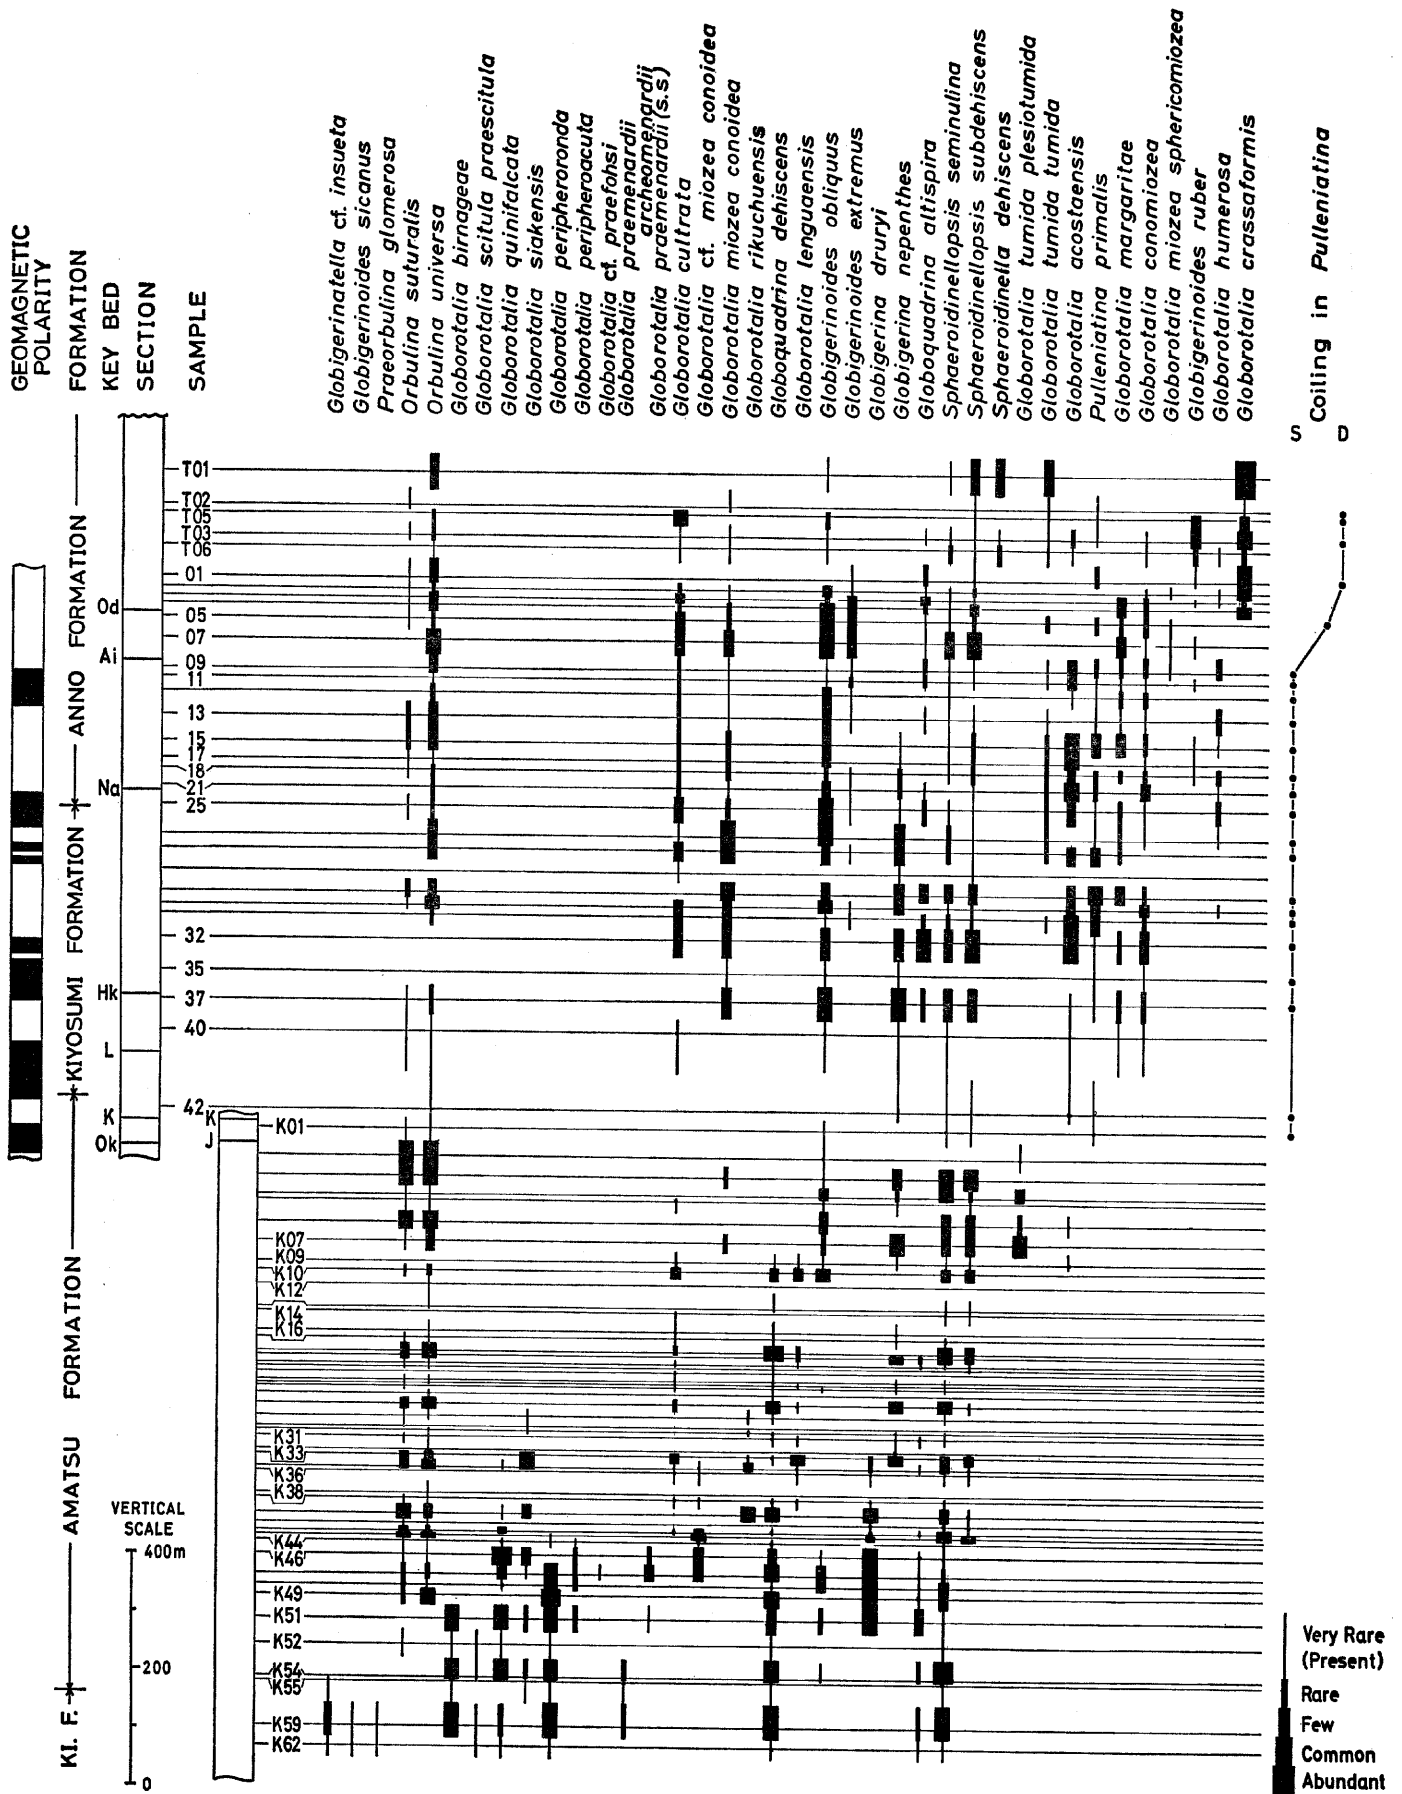 GEOMAGNETIC
POLARITY
FORMATION
KEY BED
SECTION
SAMPLE
Globigerinatella cf. insueta
Globigerinoides sicanus
Praeorbulina glomerosa
Orbulina suturalis
Orbulina universa
Globorotalia birnageae
Globorotalia scitula praescitula
Globorotalia quinifalcata
Globorotalia siakensis
Globorotalia peripheronda
Globorotalia peripheroacuta
Globorotalia cf. praefohsi
Globorotalia praemenardii
archeomenardii
Globorotalia praemenardii (s.s)
Globorotalia cultrata
Globorotalia cf. miozea conoidea
Globorotalia miozea conoidea
Globorotalia rikuchuensis
Globoquadrina dehiscens
Globorotalia lenguaensis
Globigerinoides obliquus
Globigerinoides extremus
Globigerina druryi
Globigerina nepenthes
Globoquadrina altispira
Sphaeroidinellopsis seminulina
Sphaeroidinellopsis subdehiscens
Sphaeroidinella dehiscens
Globorotalia tumida plesiotumida
Globorotalia tumida tumida
Globorotalia acostaensis
Pulleniatina primalis
Globorotalia margaritae
Globorotalia conomiozea
Globorotalia miozea sphericomiozea
Globigerinoides ruber
Globorotalia humerosa
Globorotalia crassaformis
Coiling in Pulleniatina
S D
T01
T02
T05
T03
T06
01
Od
05
07
Ai
09
11
13
15
17
18
Na
21
25
32
35
Hk
37
40
L
42
K
K
K01
Ok
J
K07
K09
K10
K12
K14
K16
K31
K33
K36
K38
K44
K46
K49
K51
K52
K54
K55
K59
K62
ANNO FORMATION
KIYOSUMI FORMATION
AMATSU FORMATION
KI. F.
VERTICAL
SCALE
400m
200
0
Very Rare
(Present)
Rare
Few
Common
Abundant